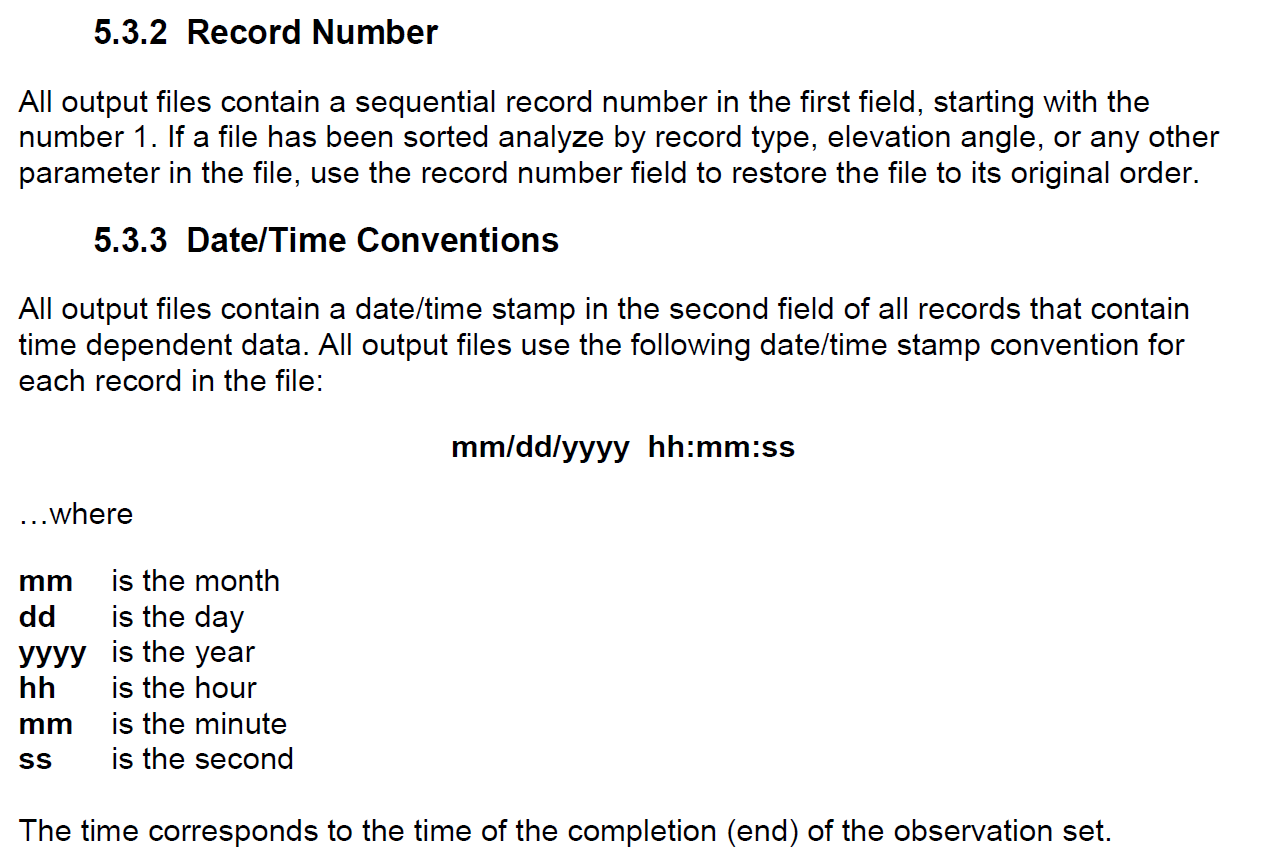 5.3.2 Record Number
All output files contain a sequential record number in the first field, starting with the
number 1. If a file has been sorted analyze by record type, elevation angle, or any other
parameter in the file, use the record number field to restore the file to its original order.
5.3.3 Date/Time Conventions
All output files contain a date/time stamp in the second field of all records that contain
time dependent data. All output files use the following date/time stamp convention for
each record in the file:
mm/dd/yyyy hh:mm:ss
…where
mm is the month
dd is the day
yyyy is the year
hh is the hour
mm is the minute
ss is the second
The time corresponds to the time of the completion (end) of the observation set.